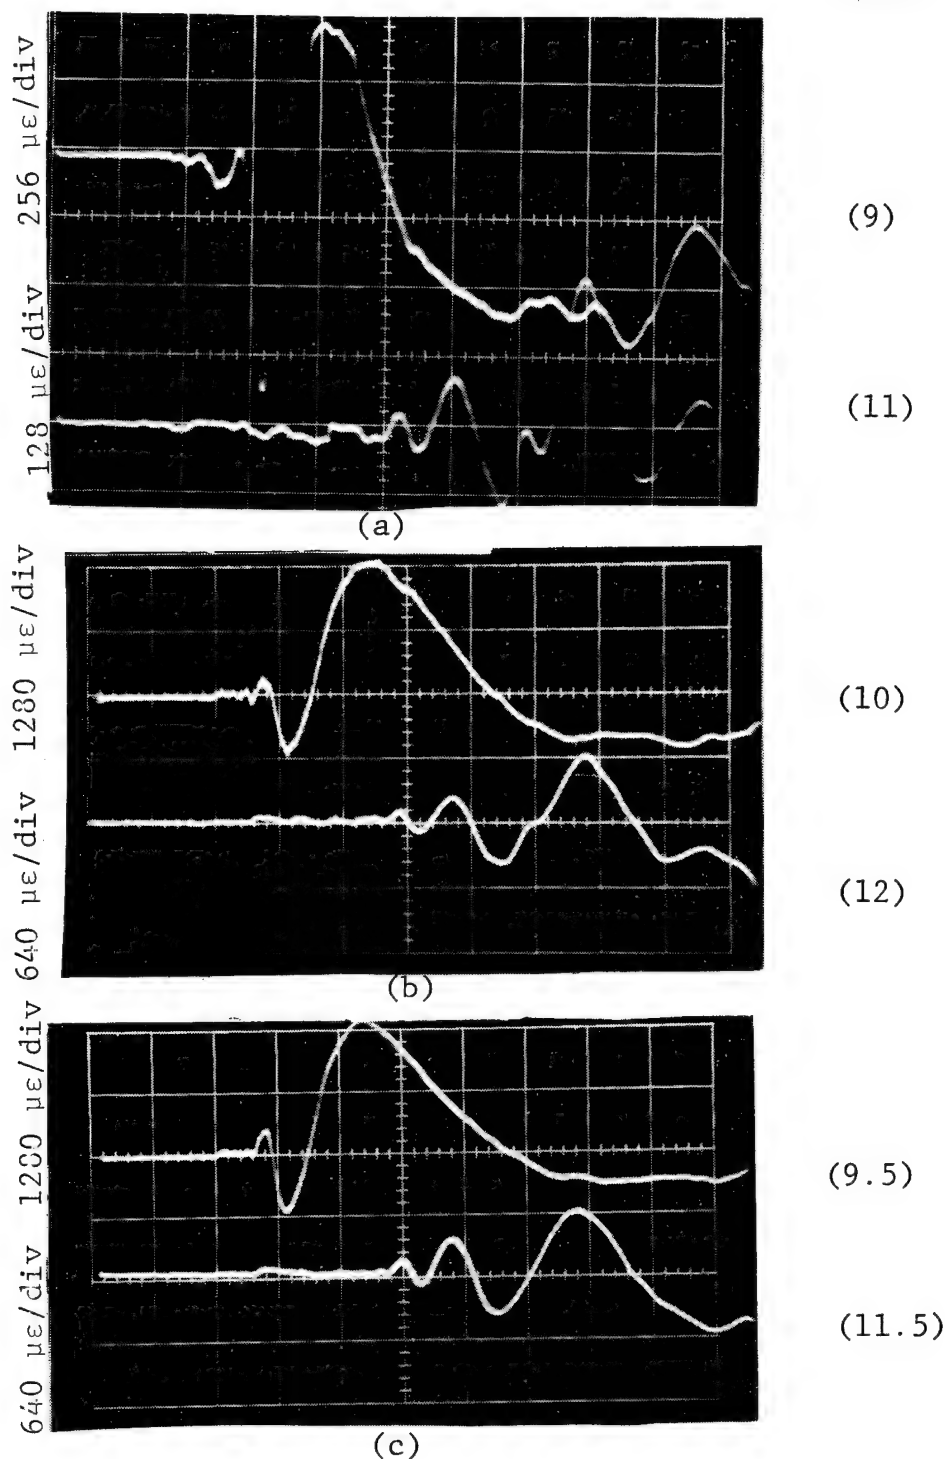 256 µε/div
(9)
128 µε/div
(11)
(a)
1280 µε/div
(10)
640 µε/div
(12)
(b)
1280 µε/div
(9.5)
640 µε/div
(11.5)
(c)